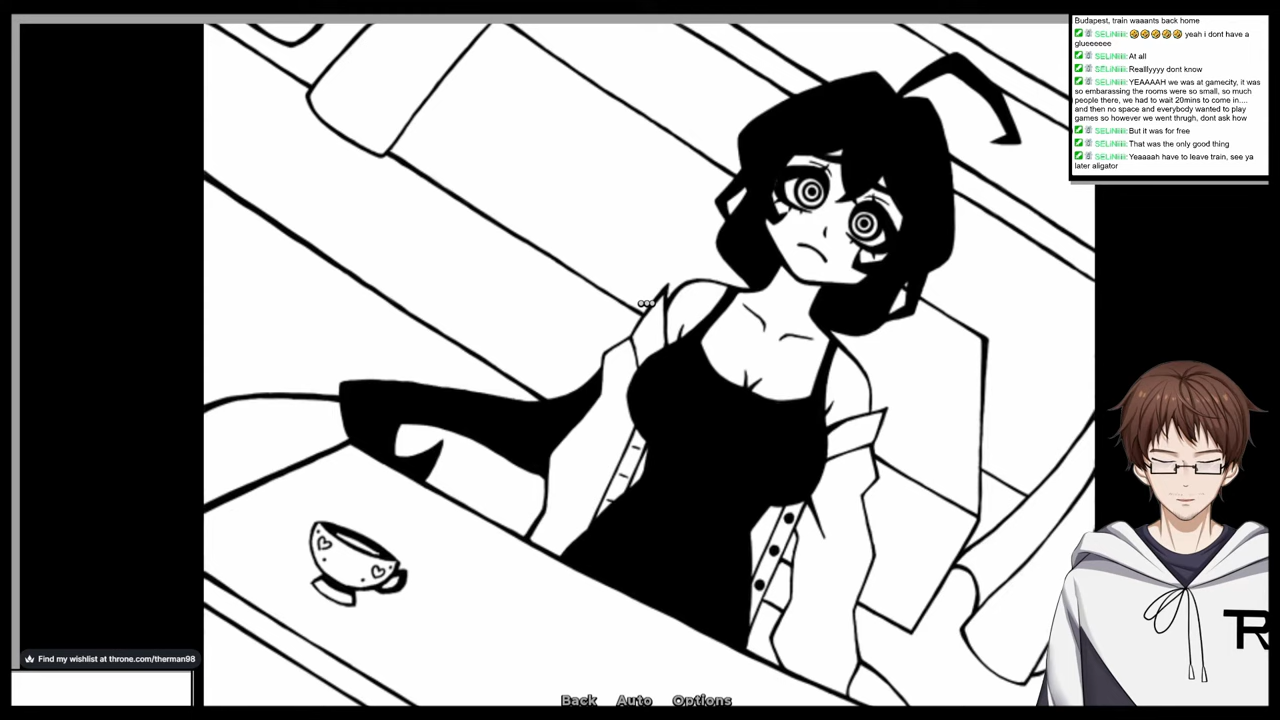 Budapest, train waaants back home
SELiNiiii: 🤣🤣🤣🤣🤣 yeah i dont have a
glueeeeee
SELiNiiii: At all
SELiNiiii: Realllyyyy dont know
SELiNiiii: YEAAAAH we was at gamecity, it was
so embarassing the rooms were so small, so much
people there, we had to wait 20mins to come in....
and then no space and everybody wanted to play
games so however we went thrugh, dont ask how
SELiNiiii: But it was for free
SELiNiiii: That was the only good thing
SELiNiiii: Yeaaaah have to leave train, see ya
later aligator
TR
Find my wishlist at throne.com/therman98
Back Auto Options